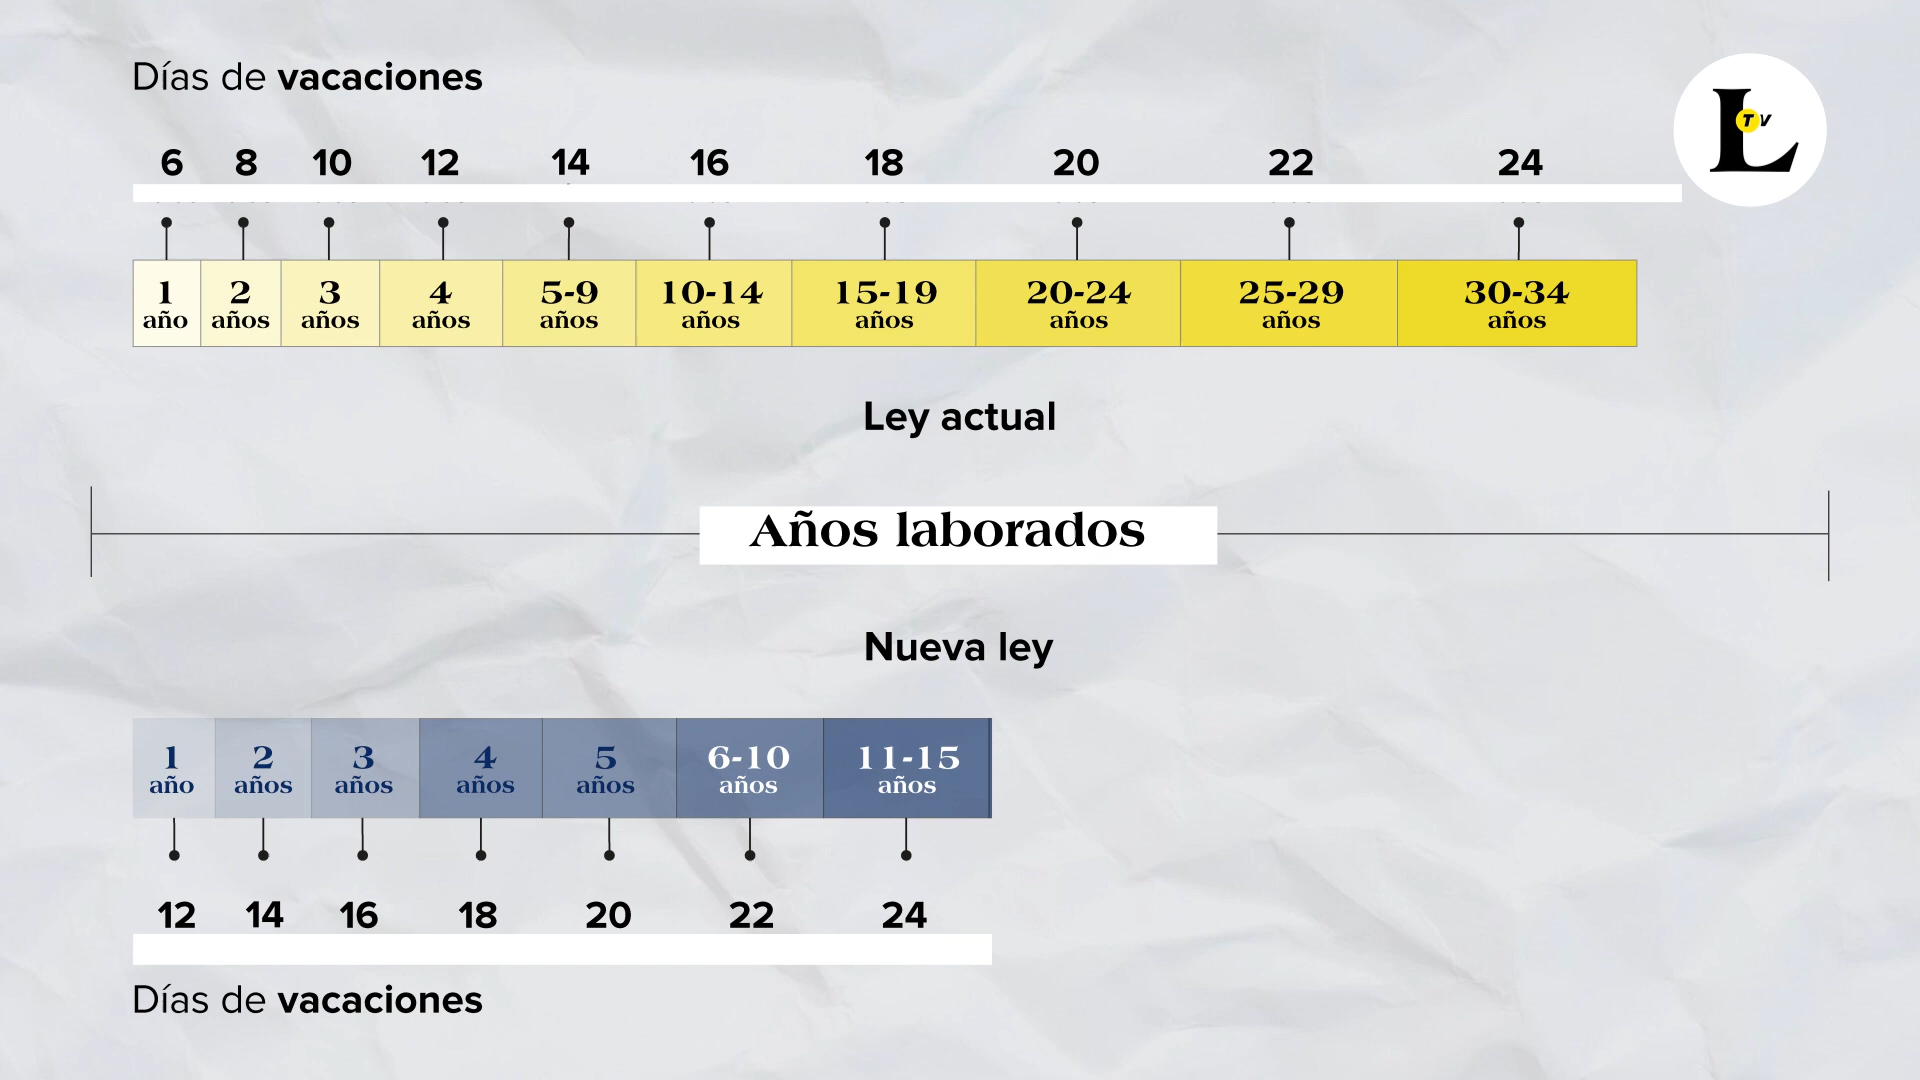 Días de vacaciones
L TV
6 8 10 12 14 16 18 20 22 24
1 2 3 4 5-9 10-14 15-19 20-24 25-29 30-34
año años años años años años años años años años
Ley actual
Años laborados
Nueva ley
1 2 3 4 5 6-10 11-15
año años años años años años años
12 14 16 18 20 22 24
Días de vacaciones